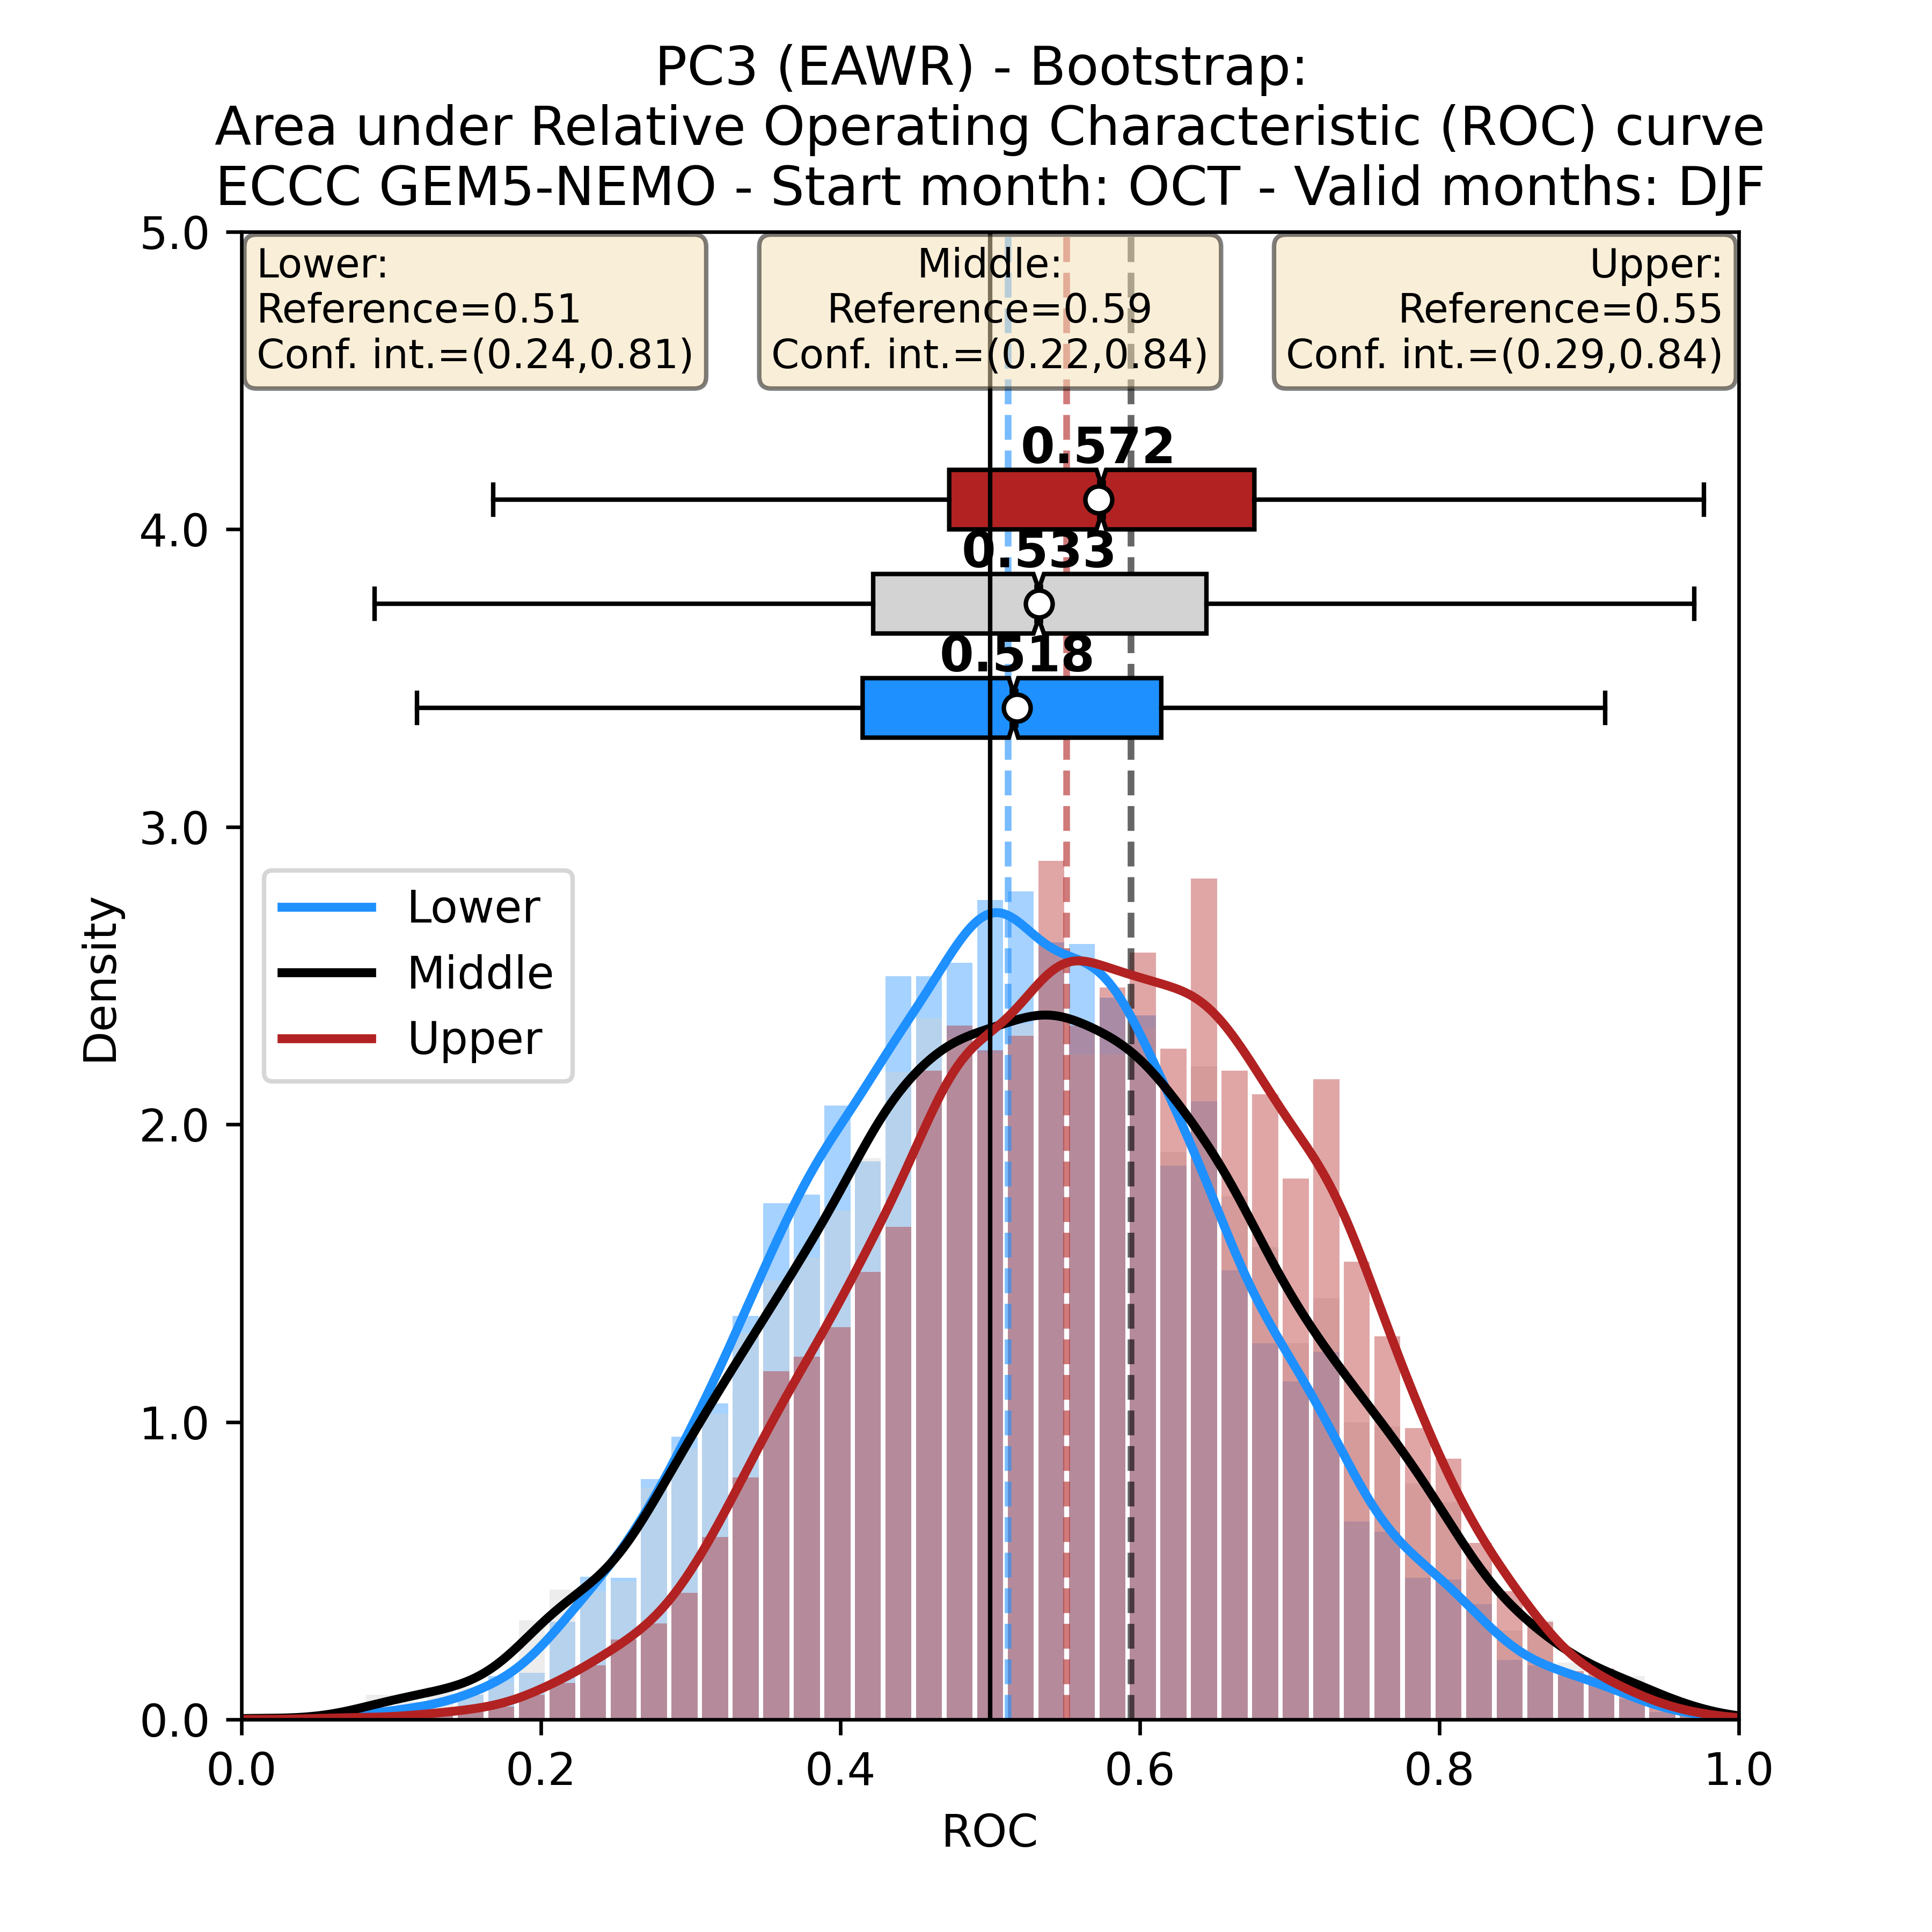 PC3 (EAWR) - Bootstrap:
Area under Relative Operating Characteristic (ROC) curve
ECCC GEM5-NEMO - Start month: OCT - Valid months: DJF
Lower:
Reference=0.51
Conf. int.=(0.24,0.81)
Middle:
Reference=0.59
Conf. int.=(0.22,0.84)
Upper:
Reference=0.55
Conf. int.=(0.29,0.84)
0.572
0.533
0.518
5.0
4.0
3.0
2.0
1.0
0.0
Density
Lower
Middle
Upper
0.0 0.2 0.4 0.6 0.8 1.0
ROC